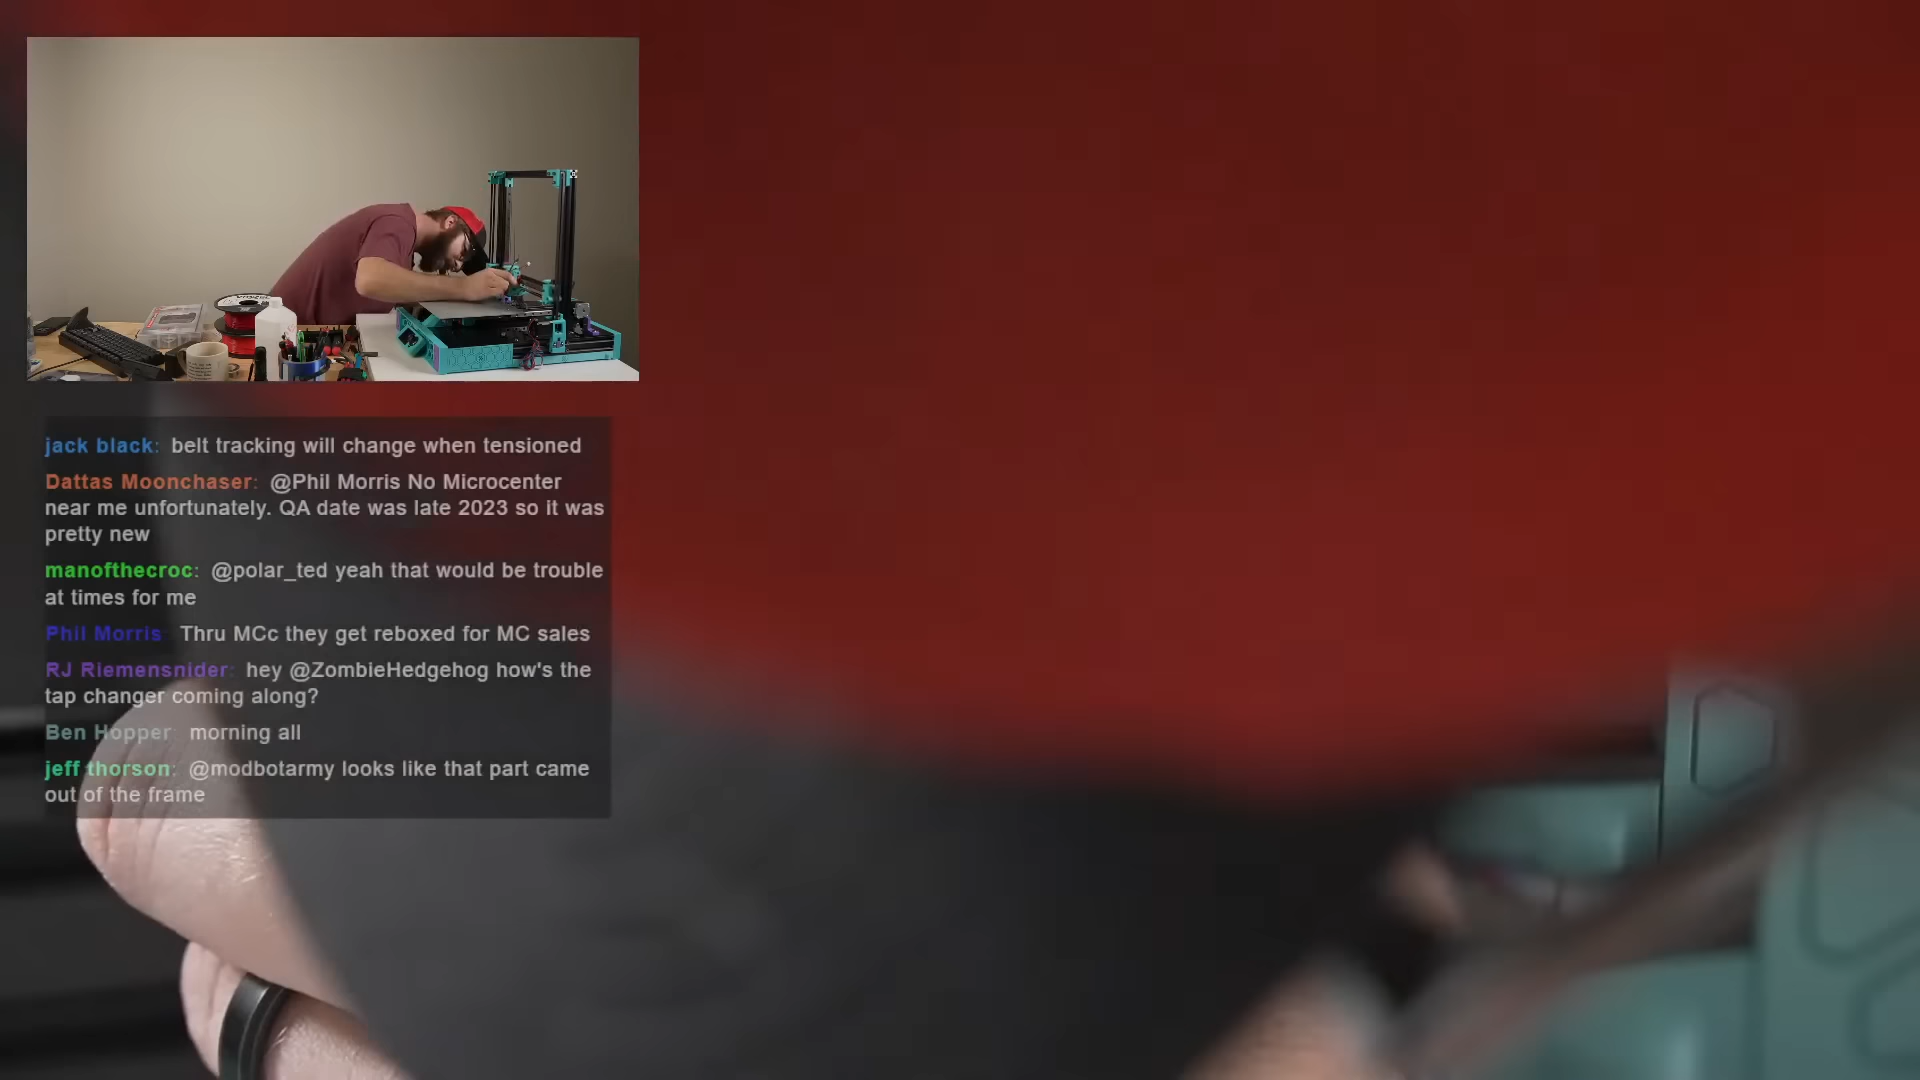 jack black: belt tracking will change when tensioned
Dattas Moonchaser: @Phil Morris No Microcenter
near me unfortunately. QA date was late 2023 so it was
pretty new
manofthecroc: @polar_ted yeah that would be trouble
at times for me
Phil Morris: Thru MCc they get reboxed for MC sales
RJ Riemensnider: hey @ZombieHedgehog how's the
tap changer coming along?
Ben Hopper: morning all
jeff thorson: @modbotarmy looks like that part came
out of the frame